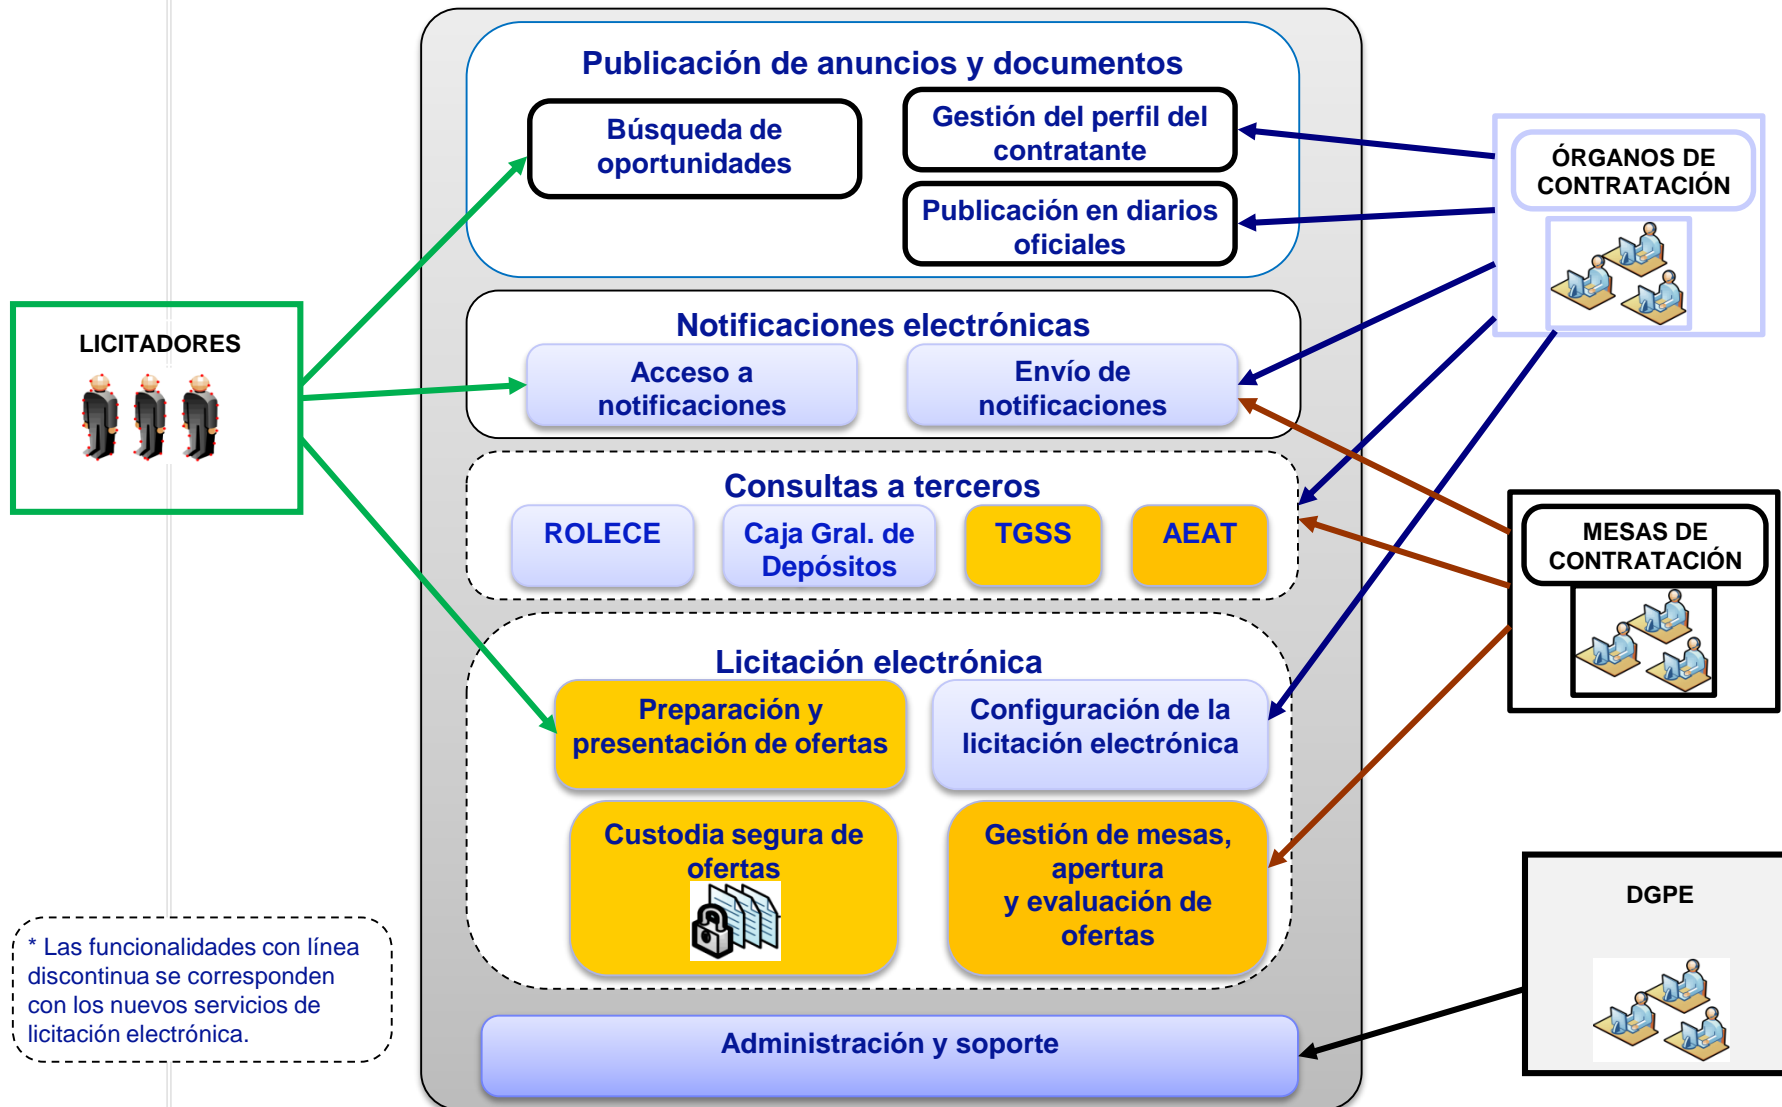 Publicación de anuncios y documentos
Búsqueda de
oportunidades
Gestión del perfil del
contratante
Publicación en diarios
oficiales
ÓRGANOS DE
CONTRATACIÓN
LICITADORES
Notificaciones electrónicas
Acceso a
notificaciones
Envío de
notificaciones
Consultas a terceros
ROLECE
Caja Gral. de
Depósitos
TGSS
AEAT
MESAS DE
CONTRATACIÓN
Licitación electrónica
Preparación y
presentación de ofertas
Configuración de la
licitación electrónica
Custodia segura de
ofertas
Gestión de mesas,
apertura
y evaluación de
ofertas
DGPE
* Las funcionalidades con línea
discontinua se corresponden
con los nuevos servicios de
licitación electrónica.
Administración y soporte